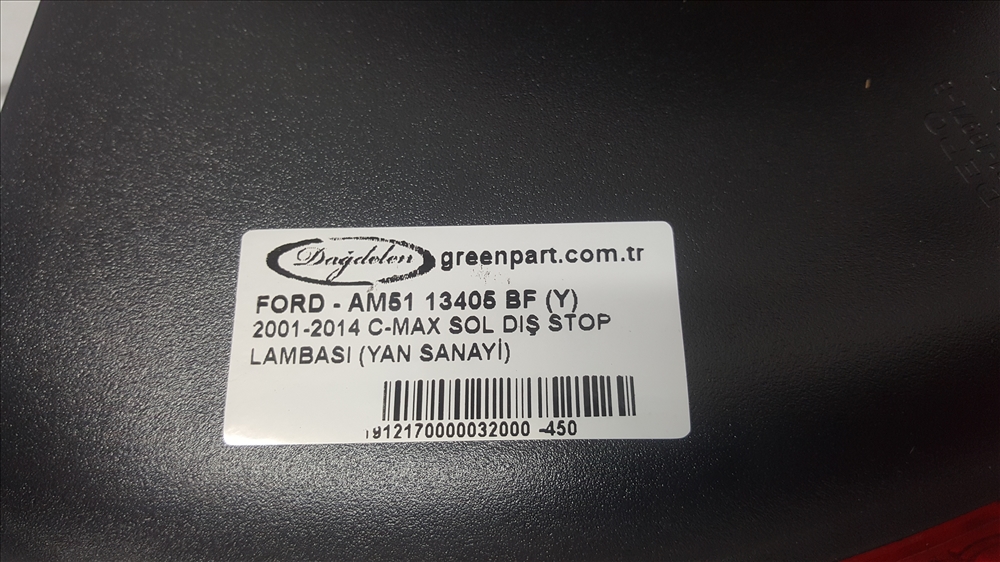 Dağdelen greenpart.com.tr
FORD - AM51 13405 BF (Y)
2001-2014 C-MAX SOL DIŞ STOP
LAMBASI (YAN SANAYİ)
1912170000032000 -450